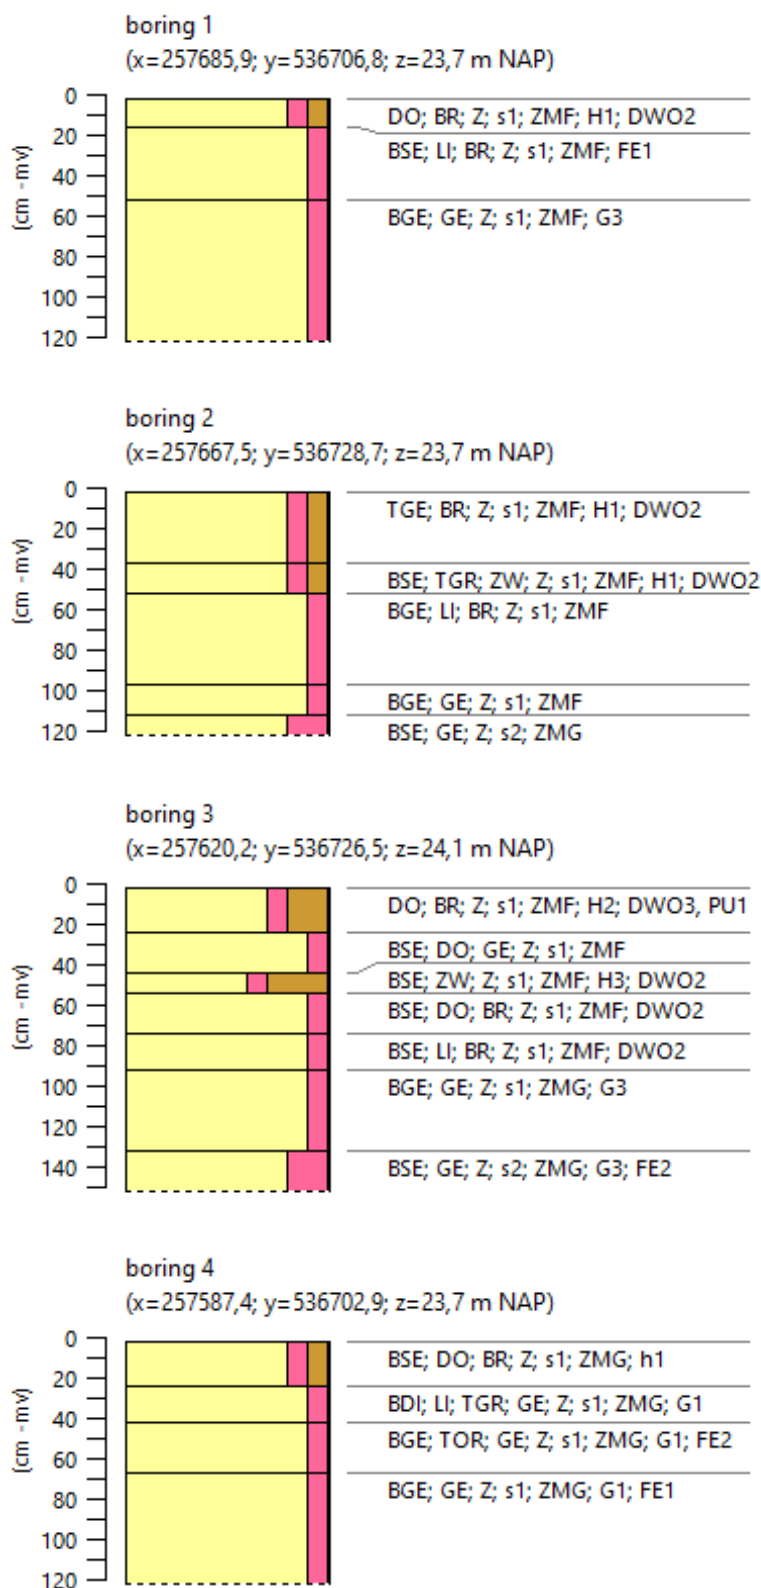 boring 1
(x=257685,9; y=536706,8; z=23,7 m NAP)
0
20
40
60
80
100
120
(cm -mv)
DO; BR; Z; s1; ZMF; H1; DWO2
BSE; LI; BR; Z; s1; ZMF; FE1
BGE; GE; Z; s1; ZMF; G3
boring 2
(x=257667,5; y=536728,7; z=23,7 m NAP)
0
20
40
60
80
100
120
(cm -mv)
TGE; BR; Z; s1; ZMF; H1; DWO2
BSE; TGR; ZW; Z; s1; ZMF; H1; DWO2
BGE; LI; BR; Z; s1; ZMF
BGE; GE; Z; s1; ZMF
BSE; GE; Z; s2; ZMG
boring 3
(x=257620,2; y=536726,5; z=24,1 m NAP)
0
20
40
60
80
100
120
140
(cm -mv)
DO; BR; Z; s1; ZMF; H2; DWO3, PU1
BSE; DO; GE; Z; s1; ZMF
BSE; ZW; Z; s1; ZMF; H3; DWO2
BSE; DO; BR; Z; s1; ZMF; DWO2
BSE; LI; BR; Z; s1; ZMF; DWO2
BGE; GE; Z; s1; ZMG; G3
BSE; GE; Z; s2; ZMG; G3; FE2
boring 4
(x=257587,4; y=536702,9; z=23,7 m NAP)
0
20
40
60
80
100
120
(cm -mv)
BSE; DO; BR; Z; s1; ZMG; h1
BDI; LI; TGR; GE; Z; s1; ZMG; G1
BGE; TOR; GE; Z; s1; ZMG; G1; FE2
BGE; GE; Z; s1; ZMG; G1; FE1